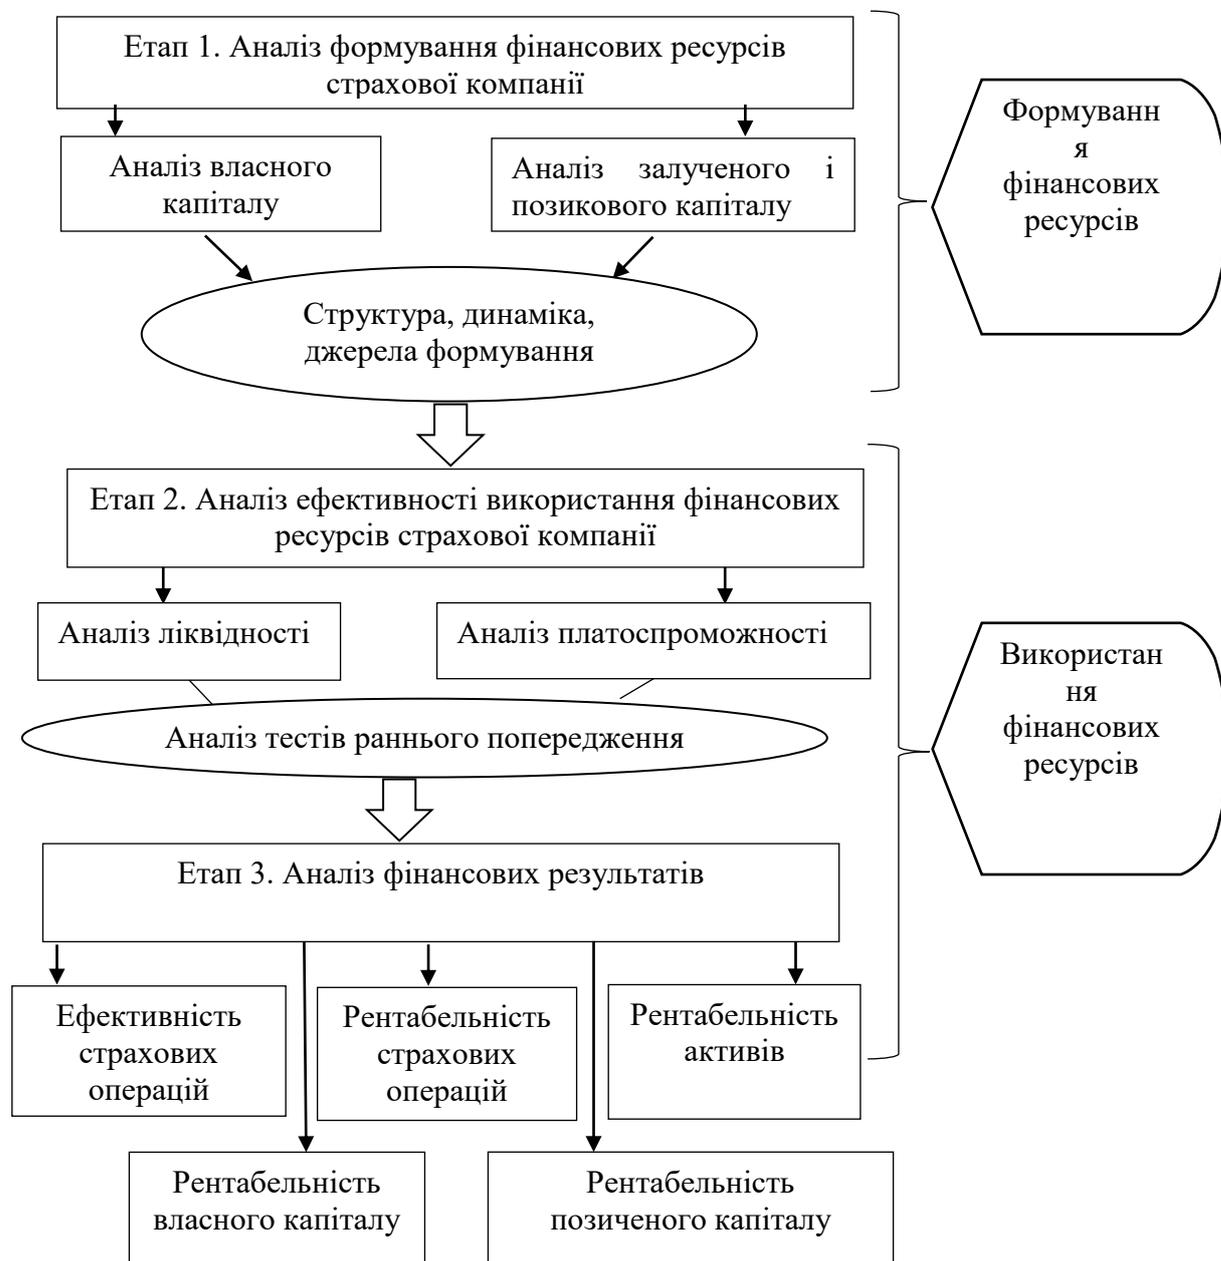 Етап 1. Аналіз формування фінансових ресурсів
страхової компанії
Формуванн
я
фінансових
ресурсів
Аналіз власного
капіталу
Аналіз залученого і
позикового капіталу
Структура, динаміка,
джерела формування
Етап 2. Аналіз ефективності використання фінансових
ресурсів страхової компанії
Аналіз ліквідності
Аналіз платоспроможності
Використан
ня
фінансових
ресурсів
Аналіз тестів раннього попередження
Етап 3. Аналіз фінансових результатів
Ефективність
страхових
операцій
Рентабельність
страхових
операцій
Рентабельність
активів
Рентабельність
власного капіталу
Рентабельність
позиченого капіталу